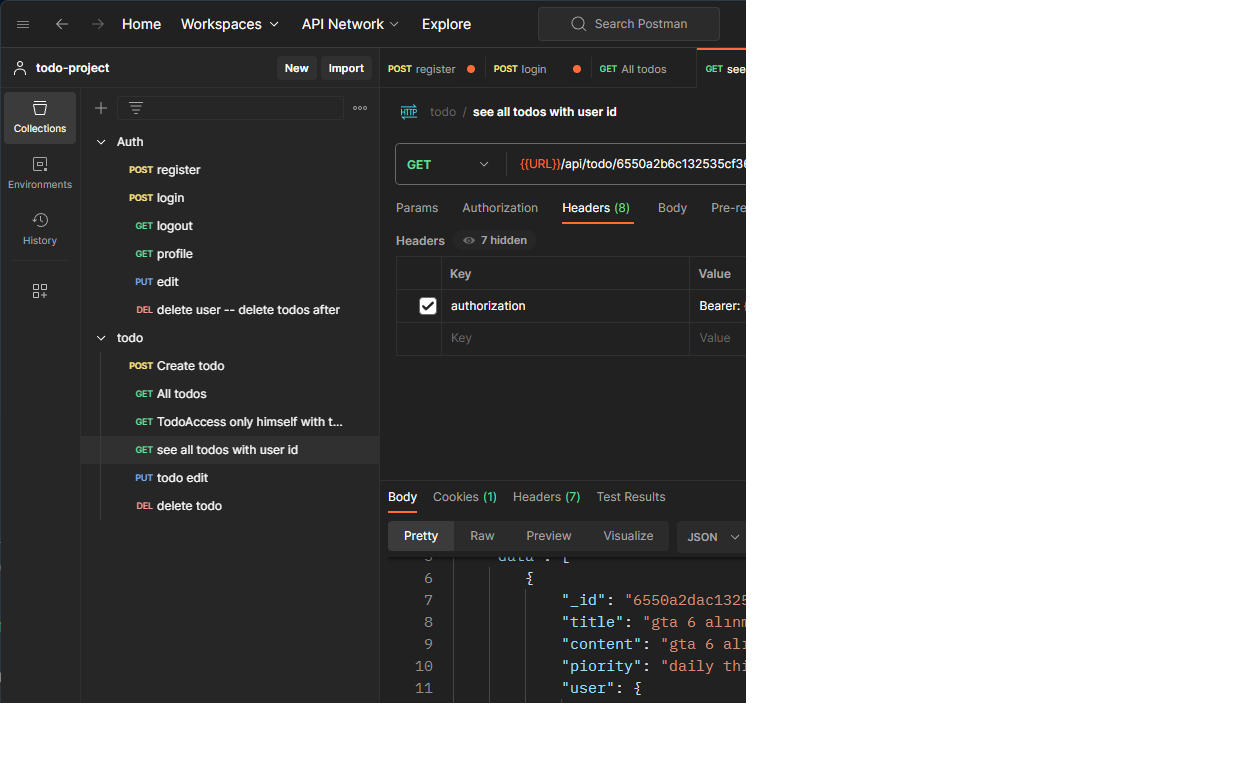 Home Workspaces API Network Explore Search Postman
todo-project New Import
POST register POST login GET All todos GET see
Collections
Environments
History
Auth
POST register
POST login
GET logout
GET profile
PUT edit
DEL delete user -- delete todos after
todo
POST Create todo
GET All todos
GET TodoAccess only himself with t...
GET see all todos with user id
PUT todo edit
DEL delete todo
HTTP todo / see all todos with user id
GET {{URL}}/api/todo/6550a2b6c132535cf36
Params Authorization Headers (8) Body Pre-re
Headers 7 hidden
Key Value
authorization Bearer: {
Key Value
Body Cookies (1) Headers (7) Test Results
Pretty Raw Preview Visualize JSON
5 "data": [
6 {
7 "_id": "6550a2dac1325
8 "title": "gta 6 alınm
9 "content": "gta 6 alı
10 "piority": "daily thi
11 "user": {